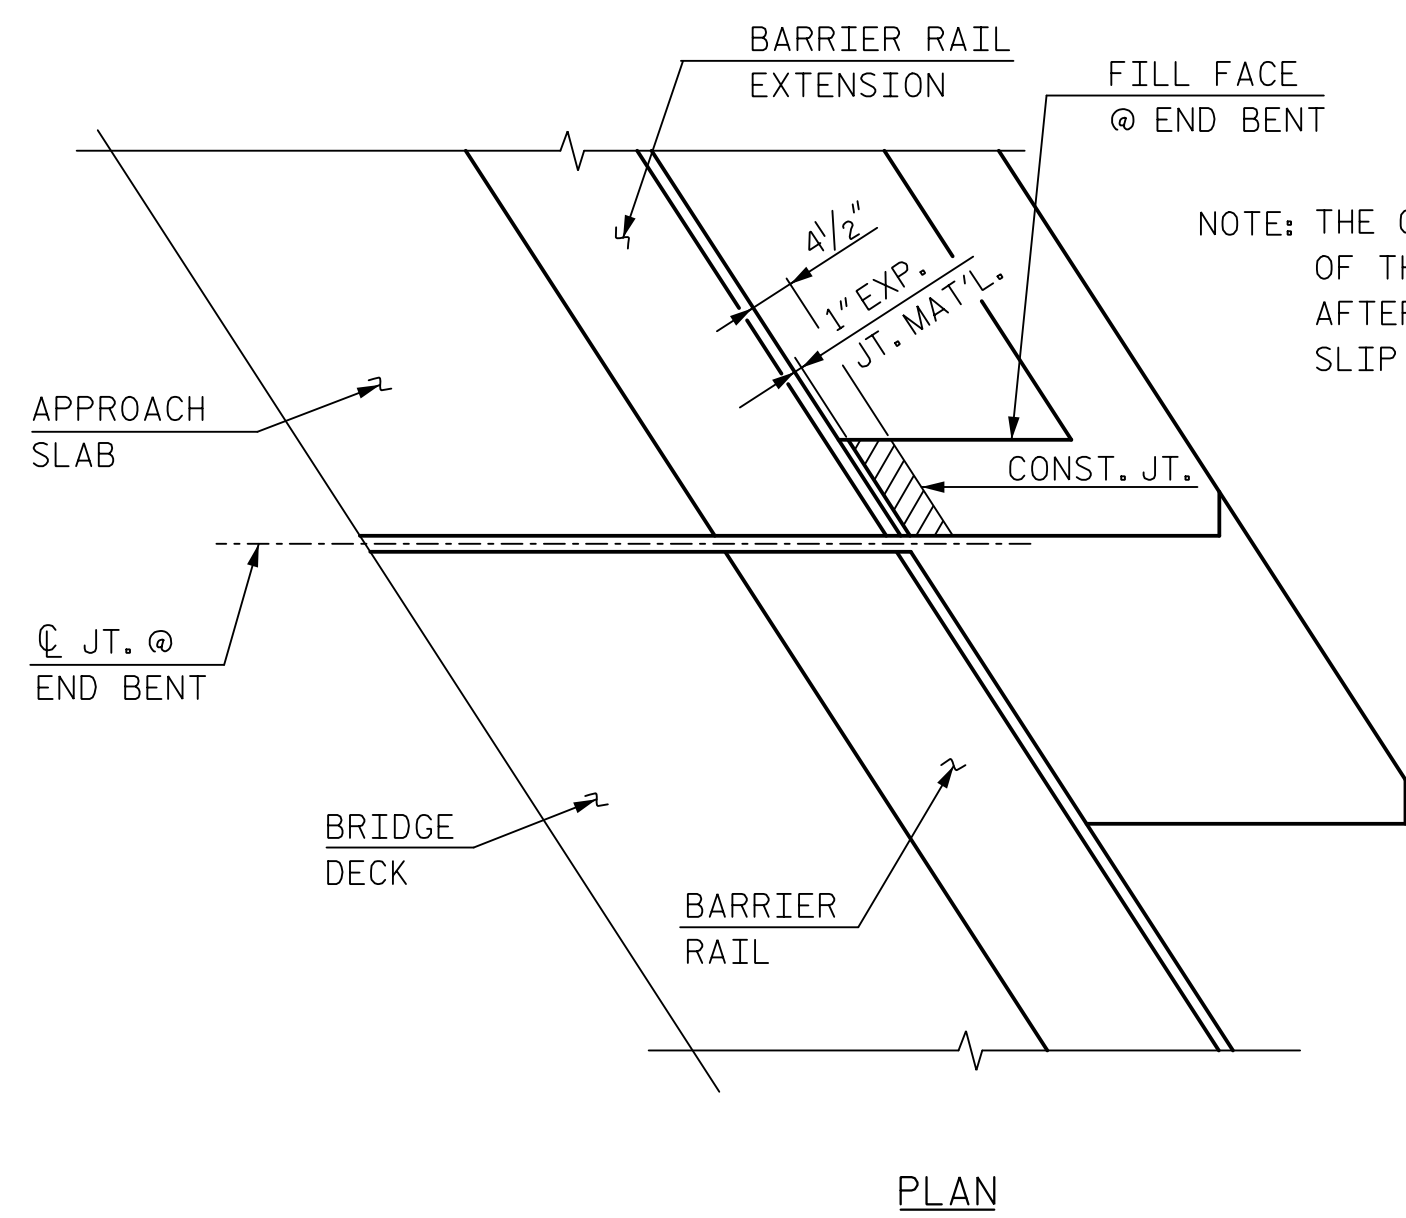 BARRIER RAIL
EXTENSION
FILL FACE
@ END BENT
NOTE: THE
OF
AFTER
SLIP
4½"
1" EXP.
JT. MAT'L.
APPROACH
SLAB
CONST. JT.
℄ JT. @
END BENT
BRIDGE
DECK
BARRIER
RAIL
PLAN